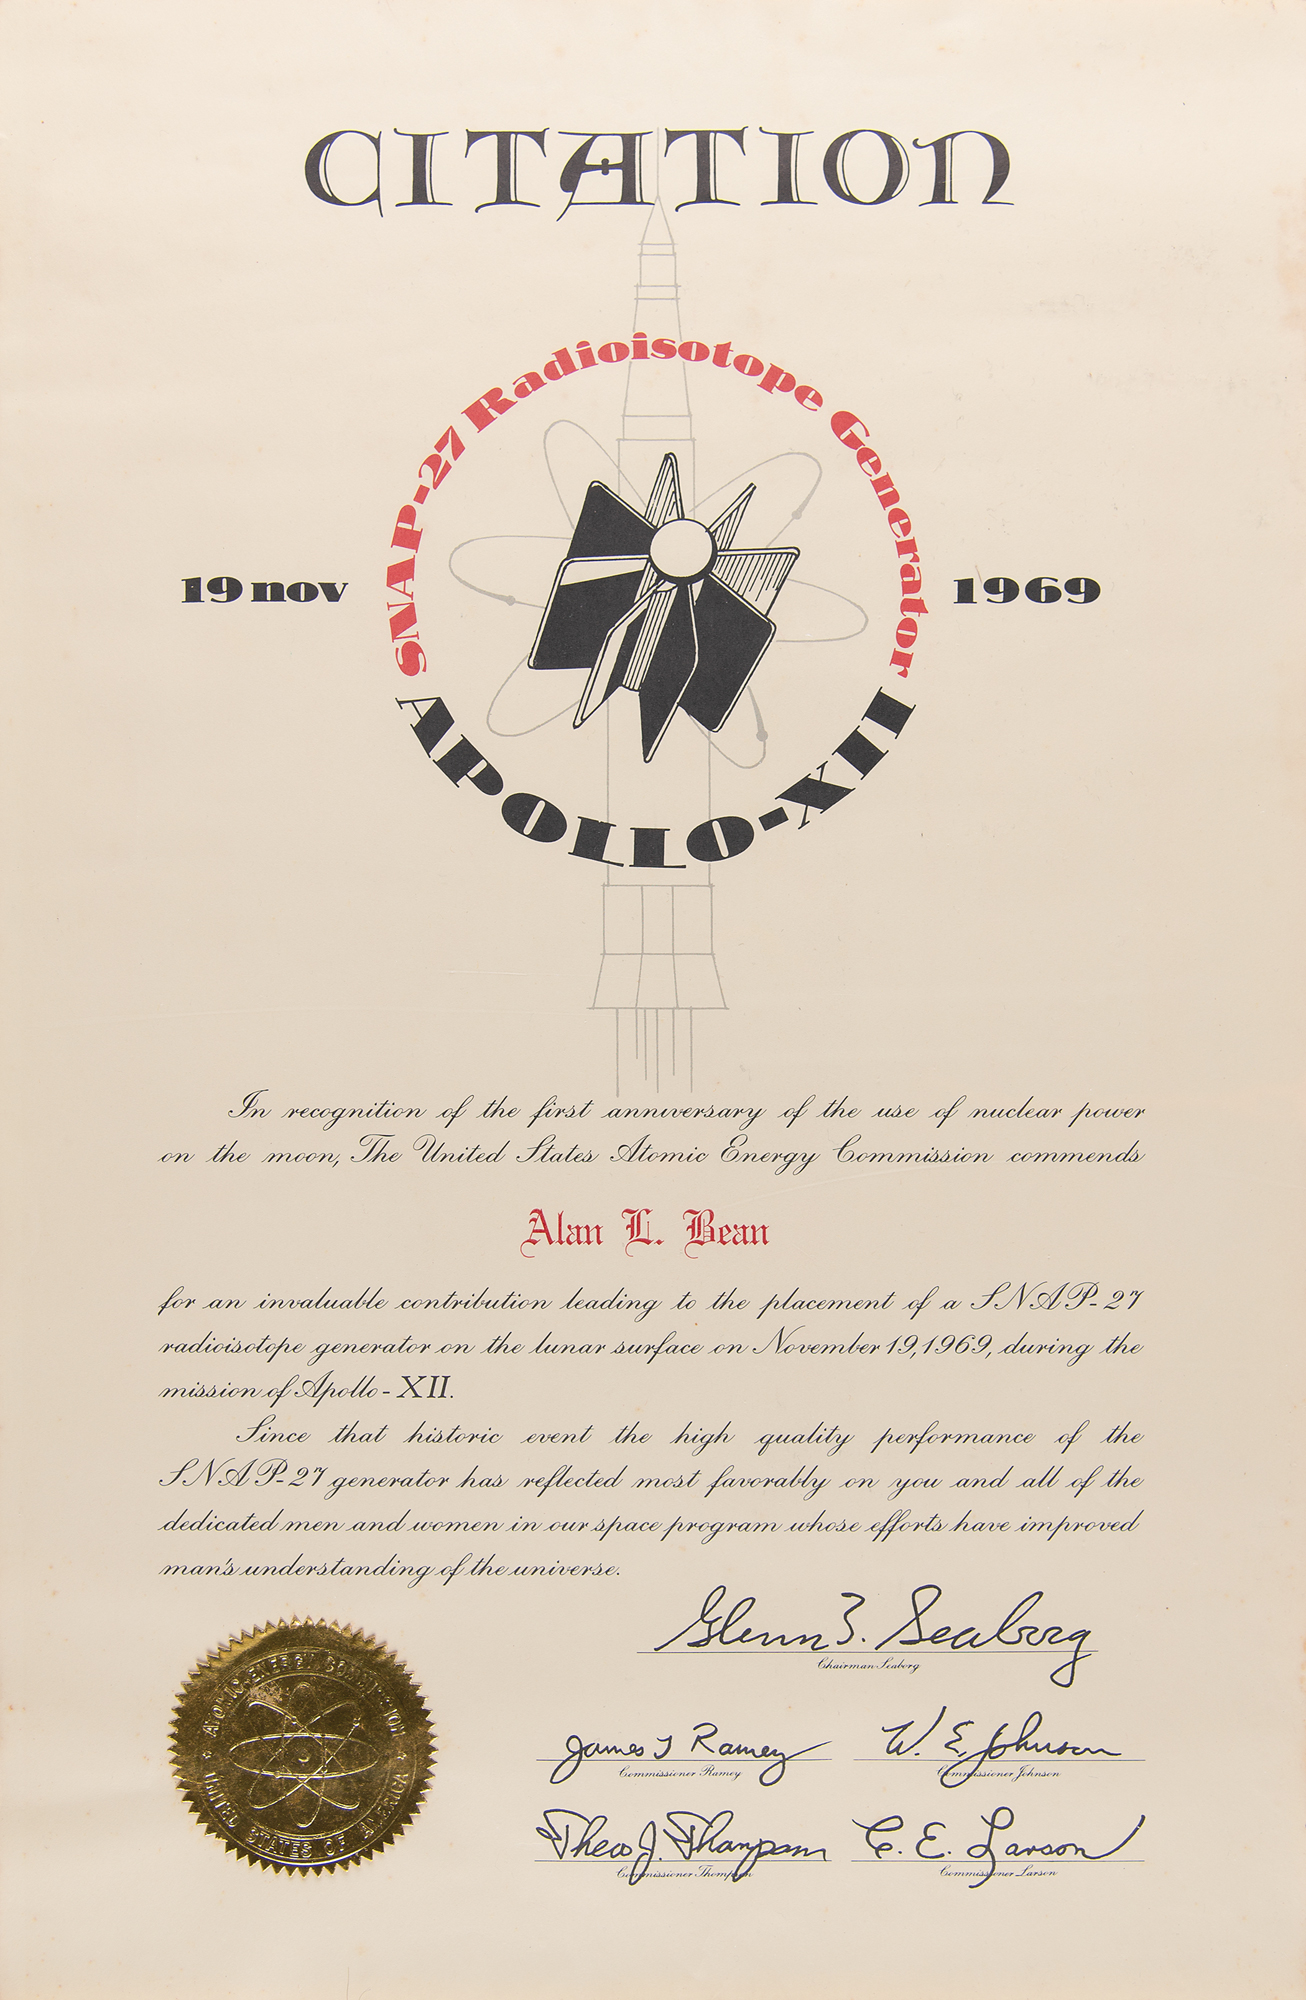 CITATION
SNAP-27 Radioisotope Generator
19 nov
1969
APOLLO-XII
In recognition of the first anniversary of the use of nuclear power
on the moon, The United States Atomic Energy Commission commends
Alan L. Bean
for an invaluable contribution leading to the placement of a SNAP-27
radioisotope generator on the lunar surface on November 19, 1969, during the
mission of Apollo-XII.
Since that historic event the high quality performance of the
SNAP-27 generator has reflected most favorably on you and all of the
dedicated men and women in our space program whose efforts have improved
man's understanding of the universe.
Glenn T. Seaborg
Chairman Seaborg
James T Ramey
Commissioner Ramey
W. E. Johnson
Commissioner Johnson
Theos J. Thompson
Commissioner Thompson
C. E. Larson
Commissioner Larson
ATOMIC ENERGY COMMISSION
UNITED STATES OF AMERICA